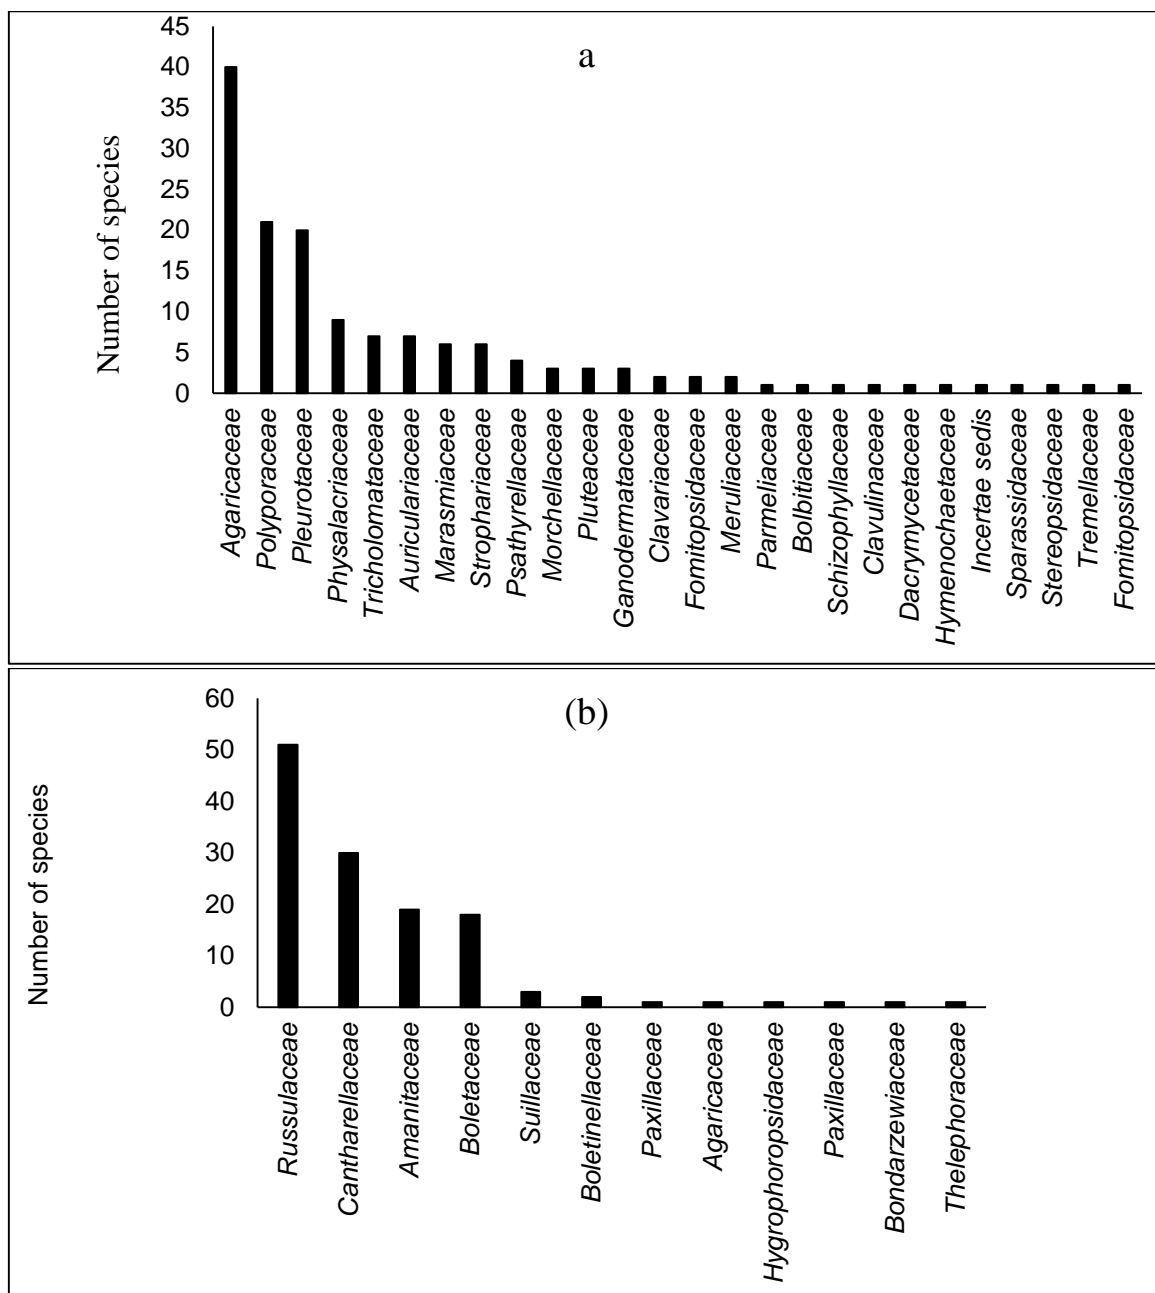 a
Number of species
45
40
35
30
25
20
15
10
5
0
Agaricaceae
Polyporaceae
Pleurotaceae
Physalacriaceae
Tricholomataceae
Auriculariaceae
Marasmiaceae
Strophariaceae
Psathyrellaceae
Morchellaceae
Pluteaceae
Ganodermataceae
Clavariaceae
Fomitopsidaceae
Meruliaceae
Parmeliaceae
Bolbitiaceae
Schizophyllaceae
Clavulinaceae
Dacrymycetaceae
Hymenochaetaceae
Incertae sedis
Sparassidaceae
Stereopsidaceae
Tremellaceae
Fomitopsidaceae
(b)
Number of species
60
50
40
30
20
10
0
Russulaceae
Cantharellaceae
Amanitaceae
Boletaceae
Suillaceae
Boletinellaceae
Paxillaceae
Agaricaceae
Hygrophoropsidaceae
Paxillaceae
Bondarzewiaceae
Thelephoraceae